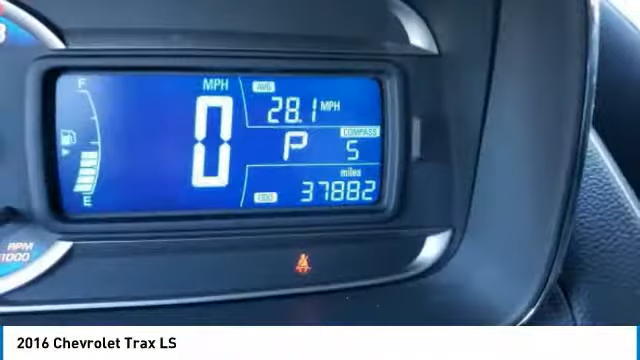 MPH
AVG
28.1 MPH
F
0
P
COMPASS
S
miles
E
ODO
37882
RPM
x1000
2016 Chevrolet Trax LS